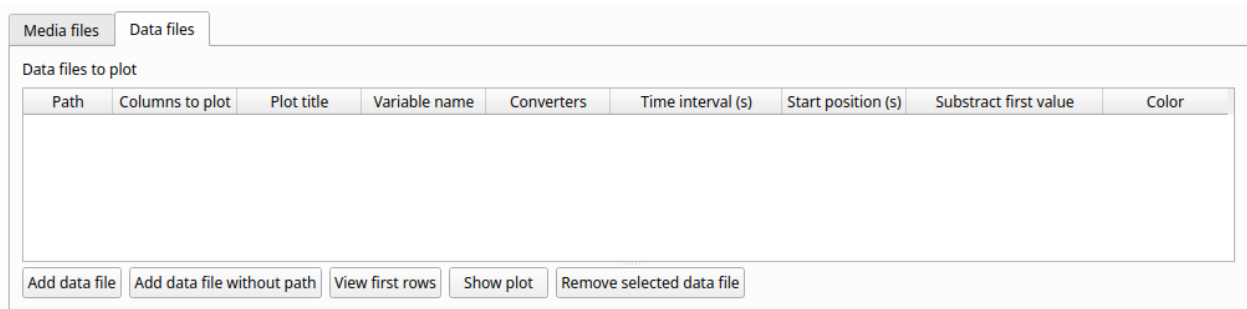 Media files Data files
Data files to plot
Path Columns to plot Plot title Variable name Converters Time interval (s) Start position (s) Substract first value Color
Add data file Add data file without path View first rows Show plot Remove selected data file